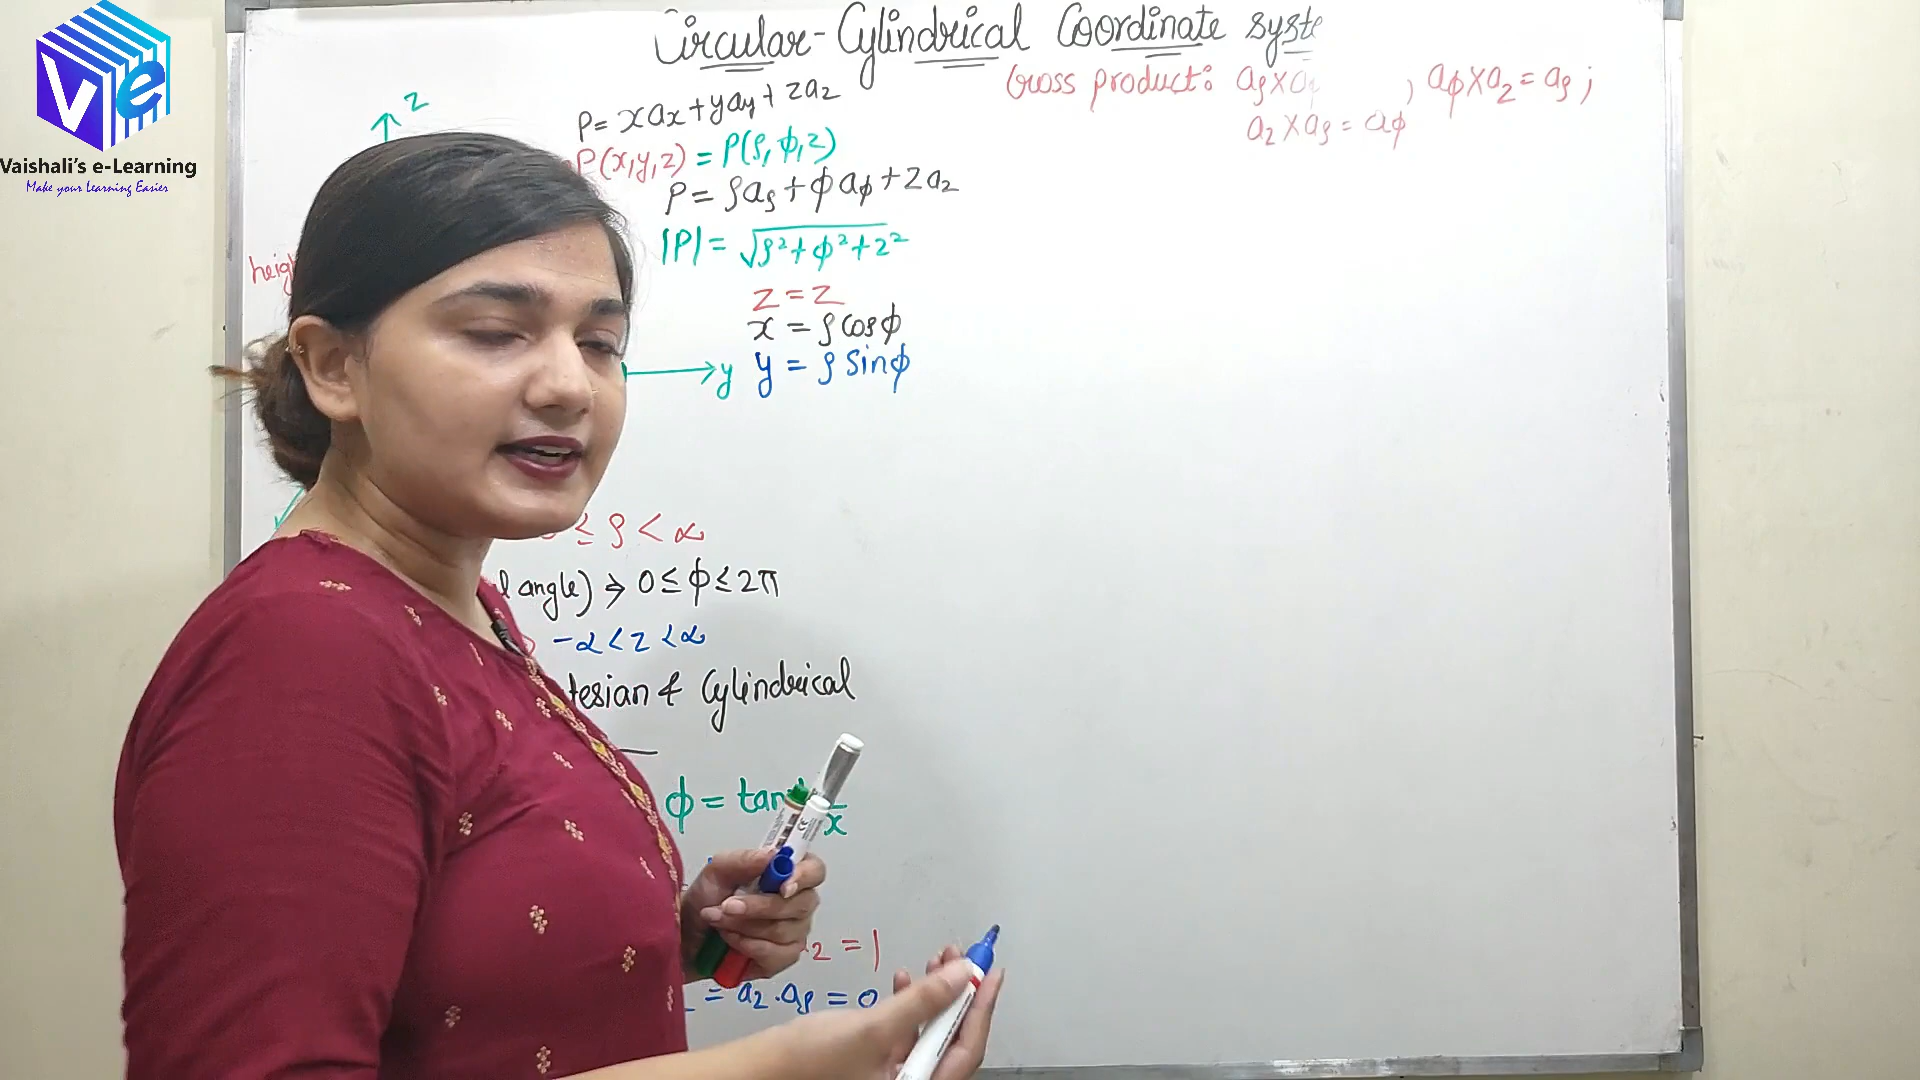 Ve
Vaishali's e-Learning
Make your Learning Easier
Circular-Cylindrical Coordinate syste
Cross product: aρ × aφ , aφ × az = aρ ;
az × aρ = aφ
z
P = x ax + y ay + z az
P(x,y,z) = P(ρ, φ, z)
P = ρ aρ + φ aφ + z az
|P| = √ρ²+φ²+z²
heig
z = z
x = ρ cos φ
y
y = ρ sin φ
≤ ρ < α
l angle) ⇒ 0 ≤ φ ≤ 2π
-α < z < α
tesian & Cylindrical
φ = tan x
az = 1
= az . aρ = 0